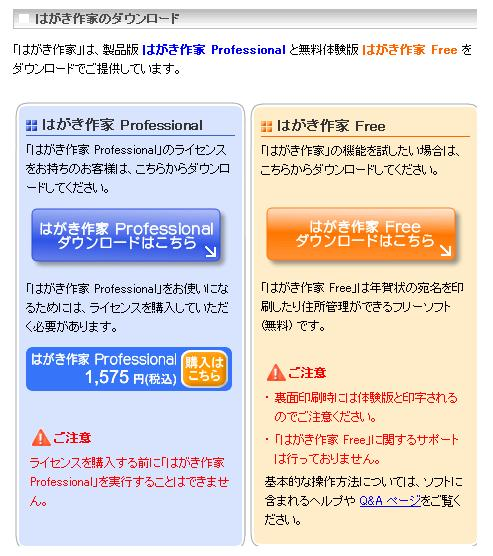 はがき作家のダウンロード
「はがき作家」は、製品版 はがき作家 Professional と無料体験版 はがき作家 Free を
ダウンロードでご提供しています。
はがき作家 Professional
「はがき作家 Professional」のライセンス
をお持ちのお客様は、こちらからダウンロ
ードしてください。
はがき作家 Professional
ダウンロードはこちら
「はがき作家 Professional」をお使いにな
るためには、ライセンスを購入していただ
く必要があります。
はがき作家 Professional
1,575 円(税込)
購入は
こちら
ご注意
ライセンスを購入する前に「はがき作家
Professional」を実行することはできませ
ん。
はがき作家 Free
「はがき作家」の機能を試したい場合は、
こちらからダウンロードしてください。
はがき作家 Free
ダウンロードはこちら
「はがき作家 Free」は年賀状の宛名を印
刷したり住所管理ができるフリーソフト
(無料) です。
ご注意
・裏面印刷時には体験版と印字される
のでご注意ください。
・「はがき作家 Free」に関するサポート
は行っておりません。
基本的な操作方法については、ソフトに
含まれるヘルプや Q&A ページをご覧く
ださい。